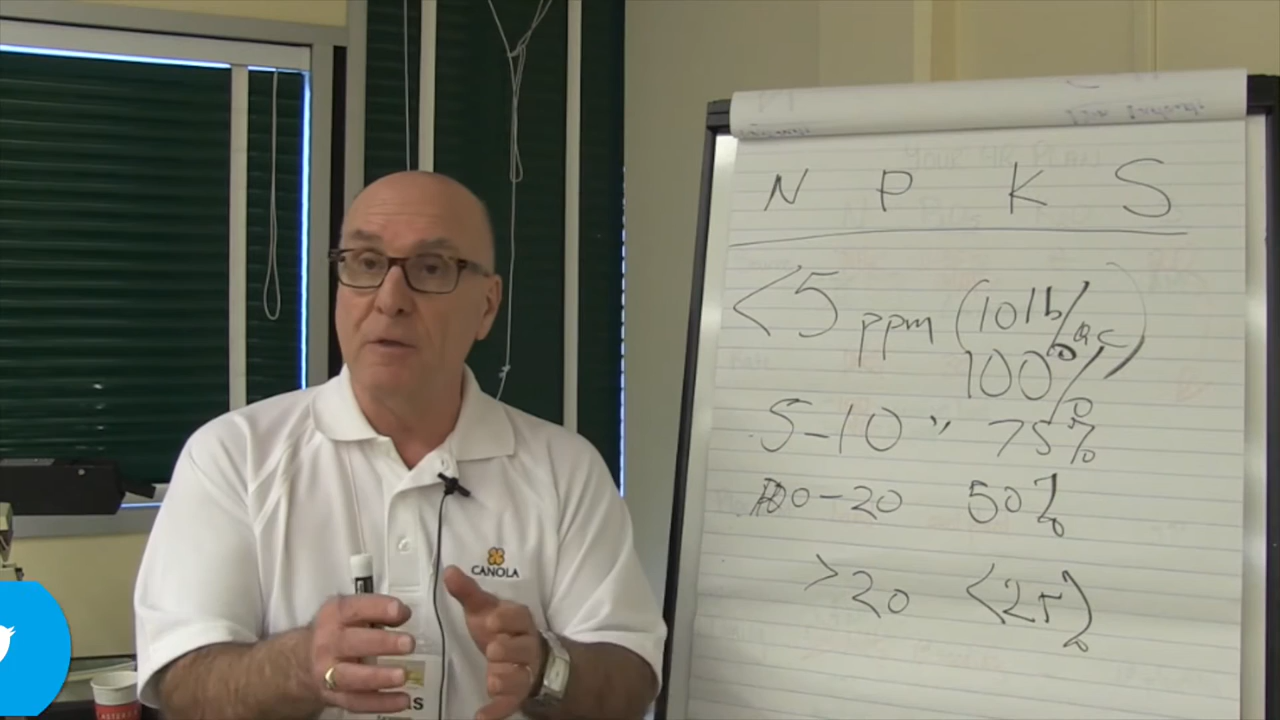 N P K S
<5 ppm (10 lb/ac)
100%
5-10 " 75%
10-20 50%
>20 <25%
CANOLA